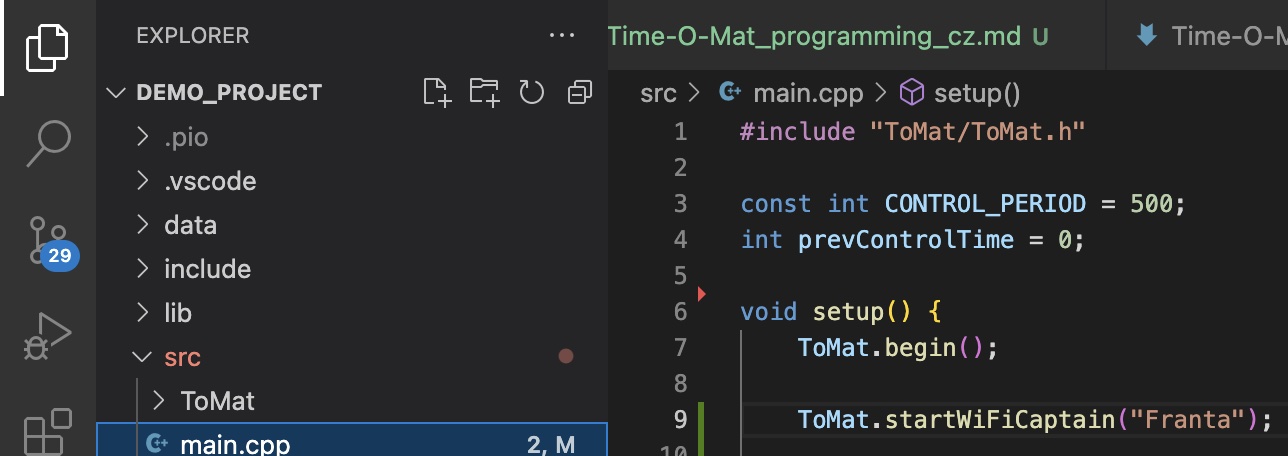 EXPLORER ...
DEMO_PROJECT
.pio
.vscode
data
include
lib
src
ToMat
main.cpp 2, M
29
Time-O-Mat_programming_cz.md U
Time-O-M
src > main.cpp > setup()
1 #include "ToMat/ToMat.h"
2
3 const int CONTROL_PERIOD = 500;
4 int prevControlTime = 0;
5
6 void setup() {
7 ToMat.begin();
8
9 ToMat.startWiFiCaptain("Franta");
10